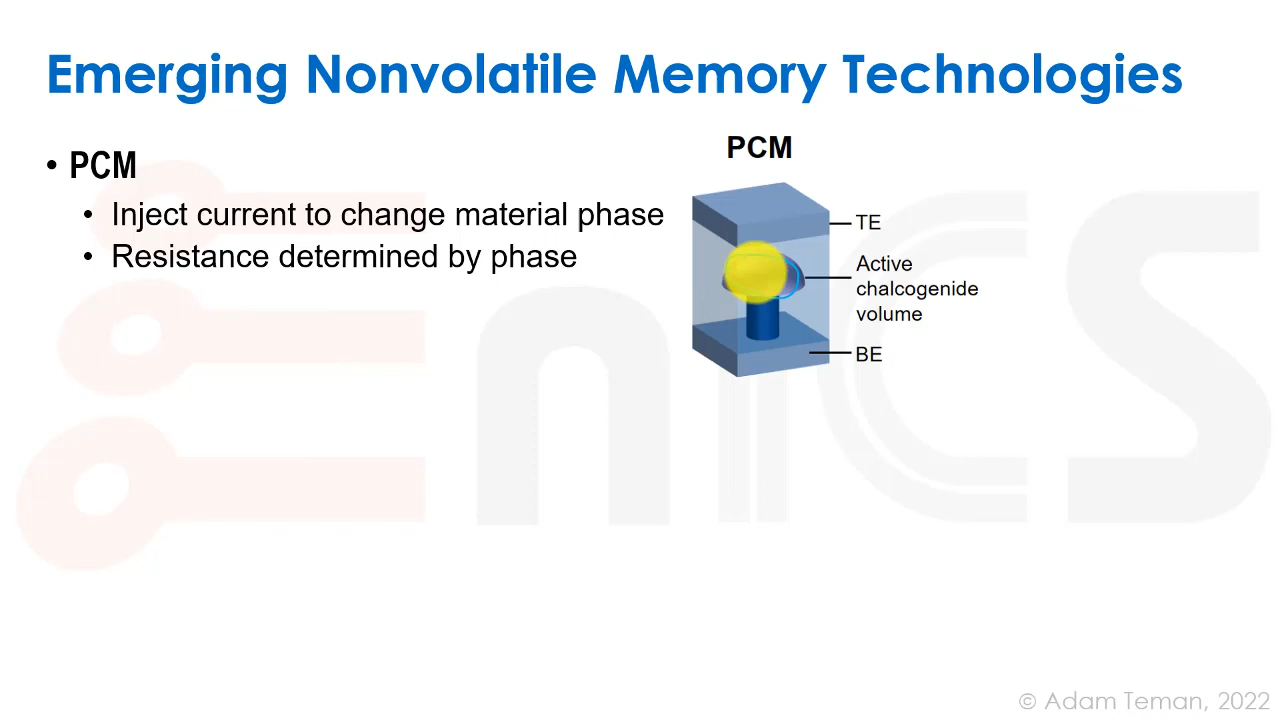 Emerging Nonvolatile Memory Technologies
• PCM
• Inject current to change material phase
• Resistance determined by phase
PCM
TE
Active
chalcogenide
volume
BE
enICS
© Adam Teman, 2022